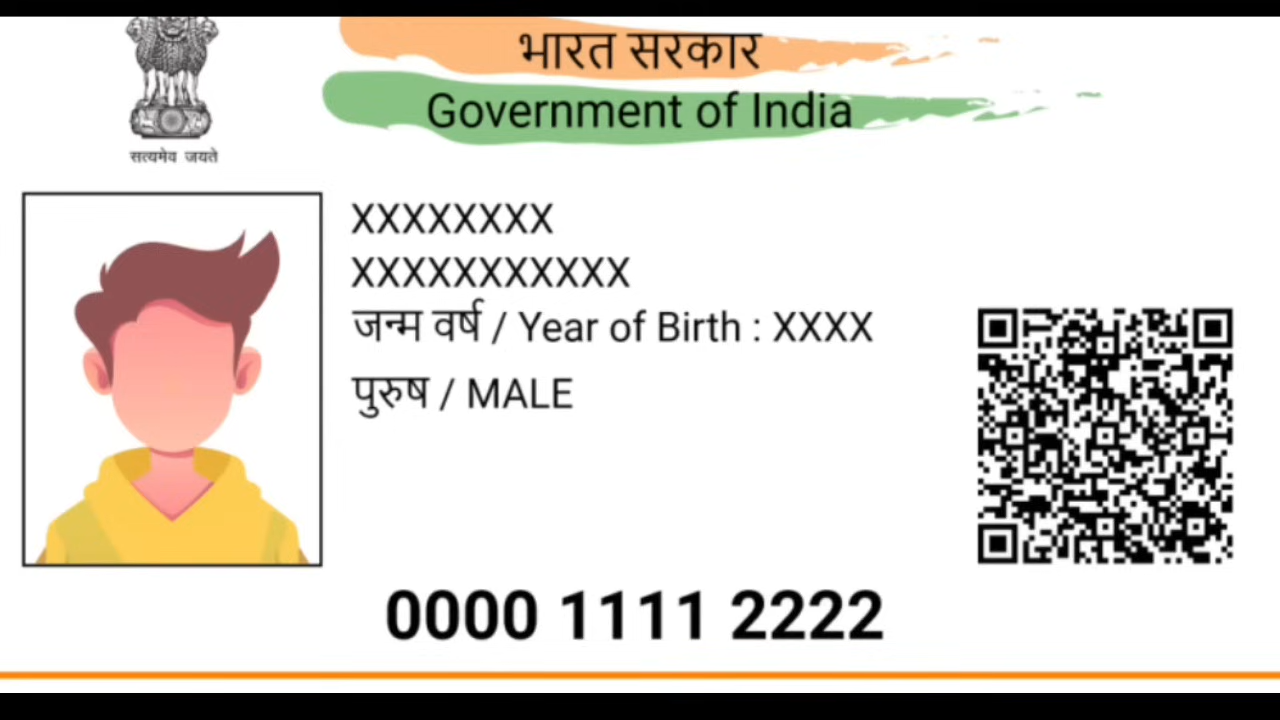 भारत सरकार
Government of India
सत्यमेव जयते
XXXXXXXX
XXXXXXXXXXX
जन्म वर्ष / Year of Birth : XXXX
पुरुष / MALE
0000 1111 2222